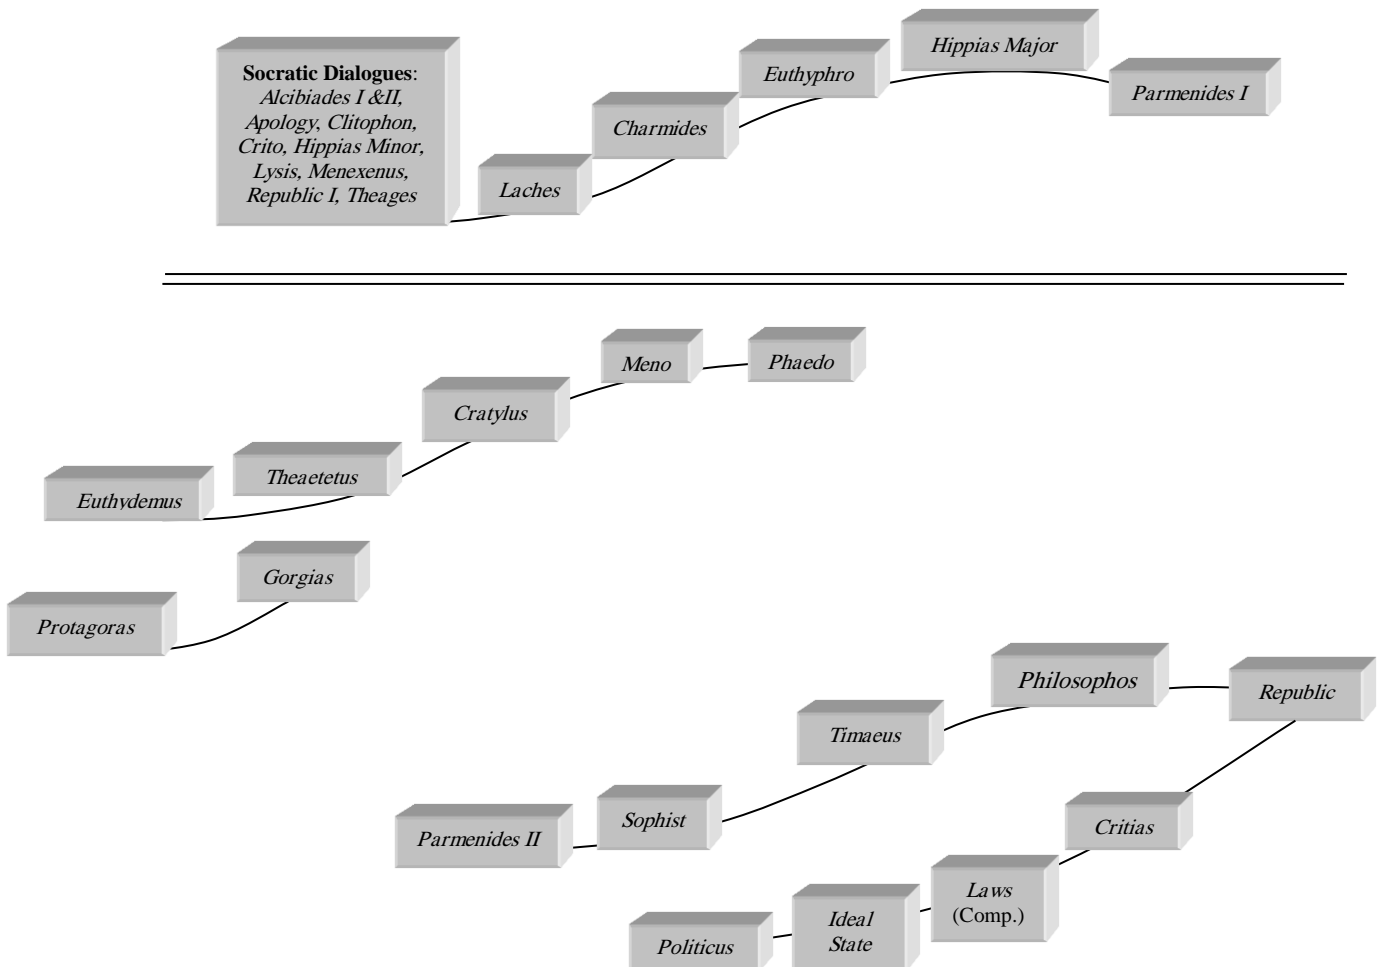 Socratic Dialogues:
Alcibiades I &II,
Apology, Clitophon,
Crito, Hippias Minor,
Lysis, Menexenus,
Republic I, Theages
Laches
Charmides
Euthyphro
Hippias Major
Parmenides I
Euthydemus
Theaetetus
Cratylus
Meno
Phaedo
Protagoras
Gorgias
Parmenides II
Sophist
Timaeus
Philosophos
Republic
Politicus
Ideal
State
Laws
(Comp.)
Critias